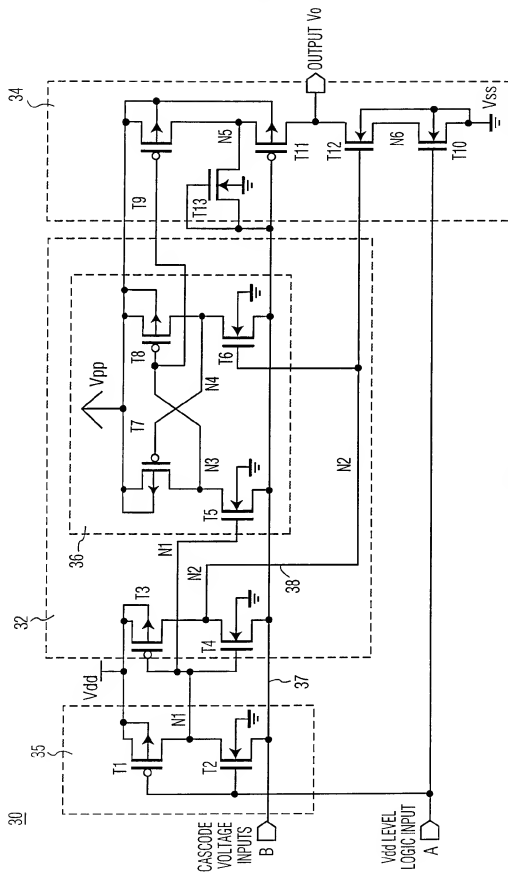 30
35
32
34
36
37
38
Vdd
Vpp
Vss
T1
T2
T3
T4
T5
T6
T7
T8
T9
T10
T11
T12
T13
N1
N1
N2
N2
N3
N4
N5
N6
CASCODE
VOLTAGE
INPUTS
B
Vdd LEVEL
LOGIC INPUT
A
OUTPUT Vo